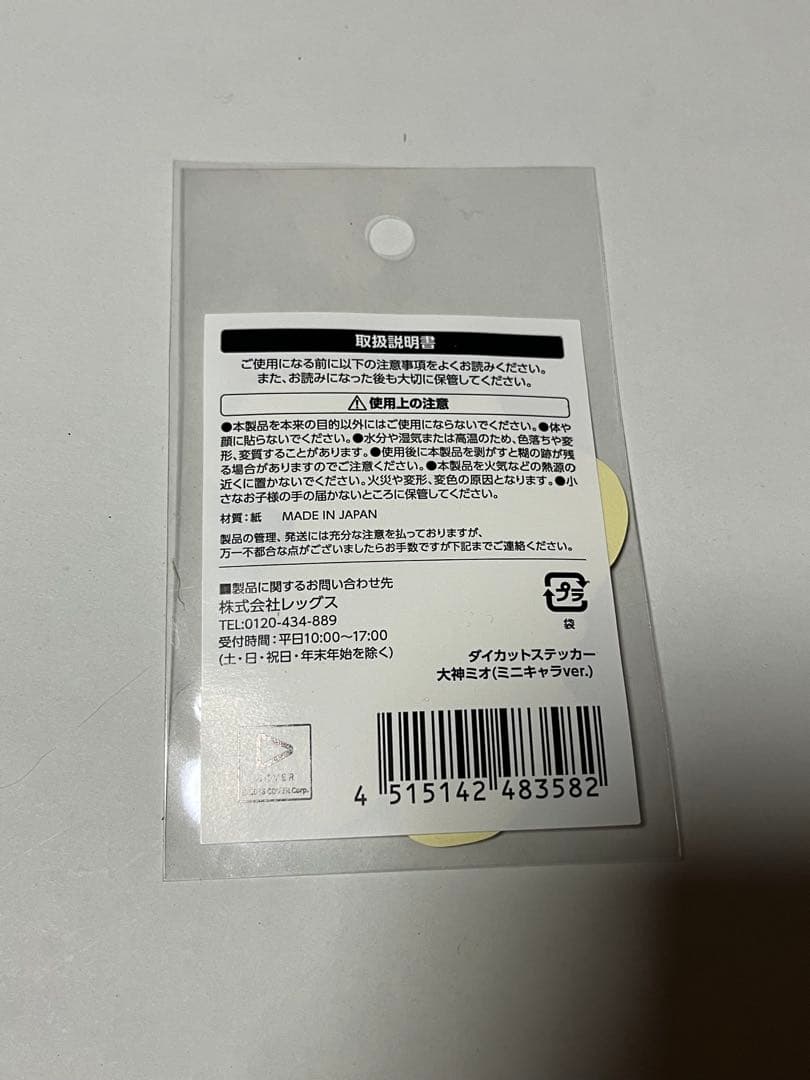 取扱説明書
ご使用になる前に以下の注意事項をよくお読みください。
また、お読みになった後も大切に保管してください。
⚠使用上の注意
●本製品を本来の目的以外にはご使用にならないでください。●体や
顔に貼らないでください。●水分や湿気または高温のため、色落ちや変
形、変質することがあります。●使用後に本製品を剥がすと糊の跡が残
る場合がありますのでご注意ください。●本製品を火気などの熱源の
近くに置かないでください。火災や変形、変色の原因となります。●小
さなお子様の手の届かないところに保管してください。
材質：紙 MADE IN JAPAN
製品の管理、発送には充分な注意を払っておりますが、
万一不都合な点がございましたらお手数ですが下記までご連絡ください。
■製品に関するお問い合わせ先
株式会社レッグス
TEL:0120-434-889
受付時間：平日10:00～17:00
(土・日・祝日・年末年始を除く)
プラ
袋
ダイカットステッカー
大神ミオ(ミニキャラver.)
COVER
COVER Corp.
4 515142 483582